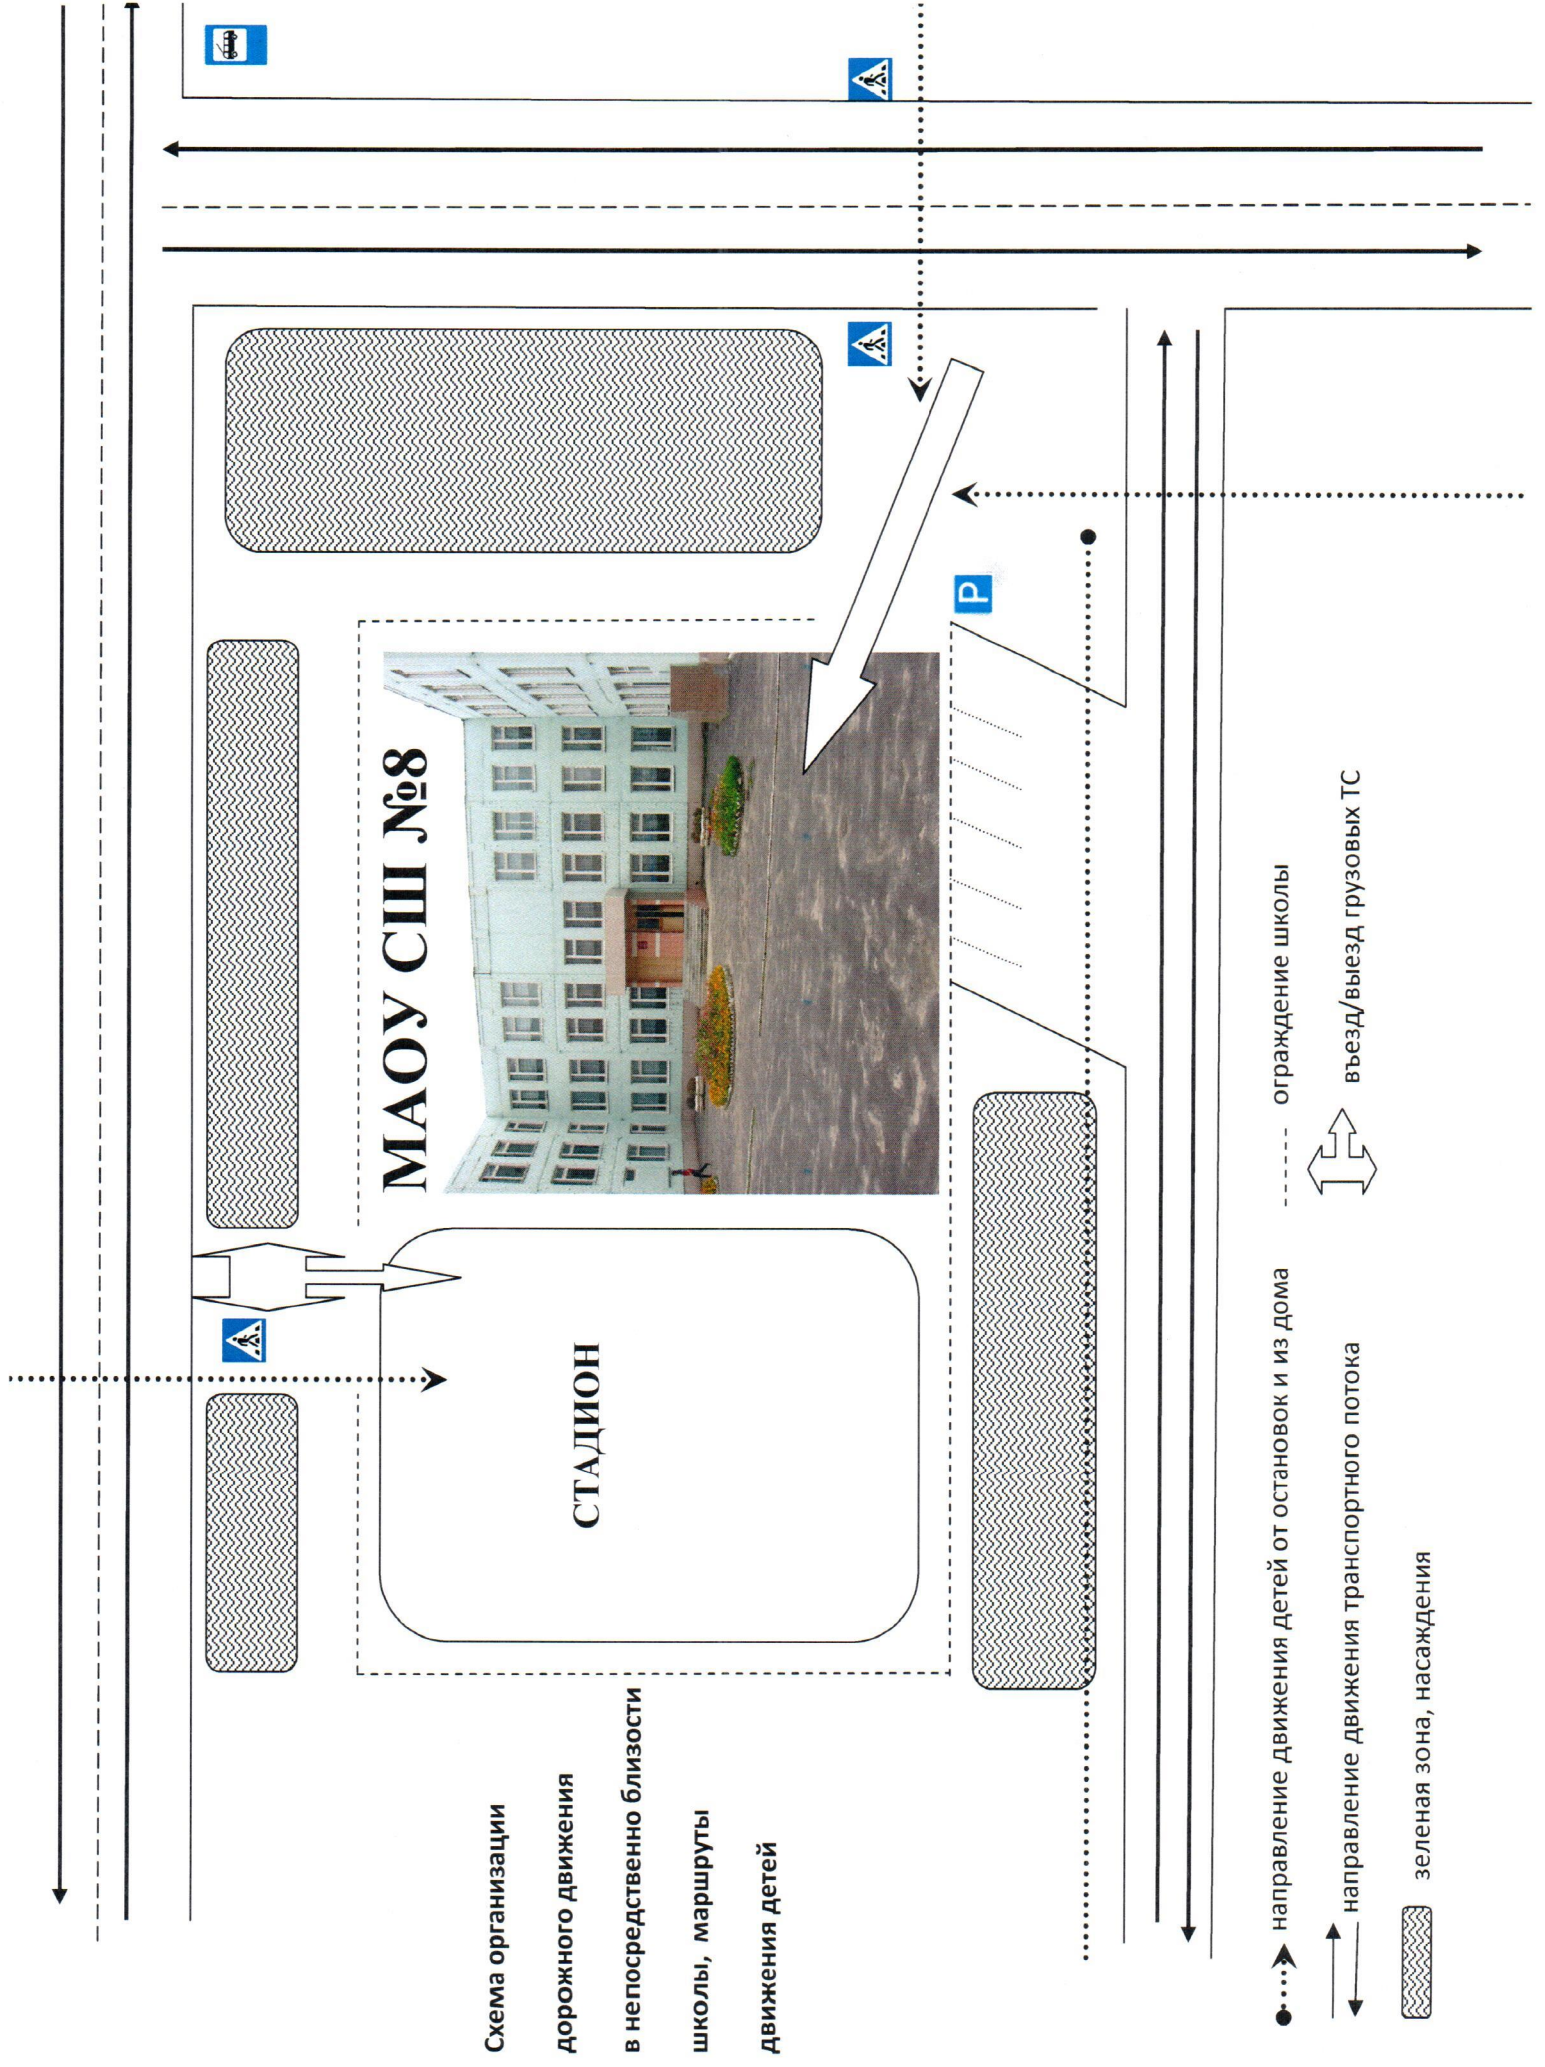 МАОУ СШ №8
СТАДИОН
P
Схема организации
дорожного движения
в непосредственно близости
школы, маршруты
движения детей
направление движения детей от остановок и из дома
ограждение школы
направление движения транспортного потока
въезд/выезд грузовых ТС
зеленая зона, насаждения